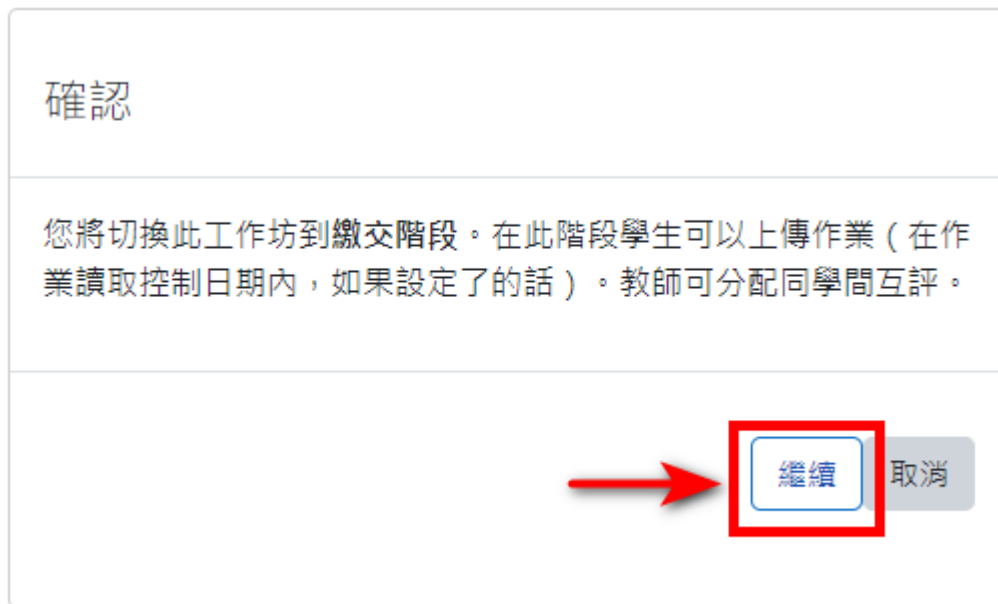 確認
您將切換此工作坊到繳交階段。在此階段學生可以上傳作業（在作
業讀取控制日期內，如果設定了的話）。教師可分配同學間互評。
繼續 取消